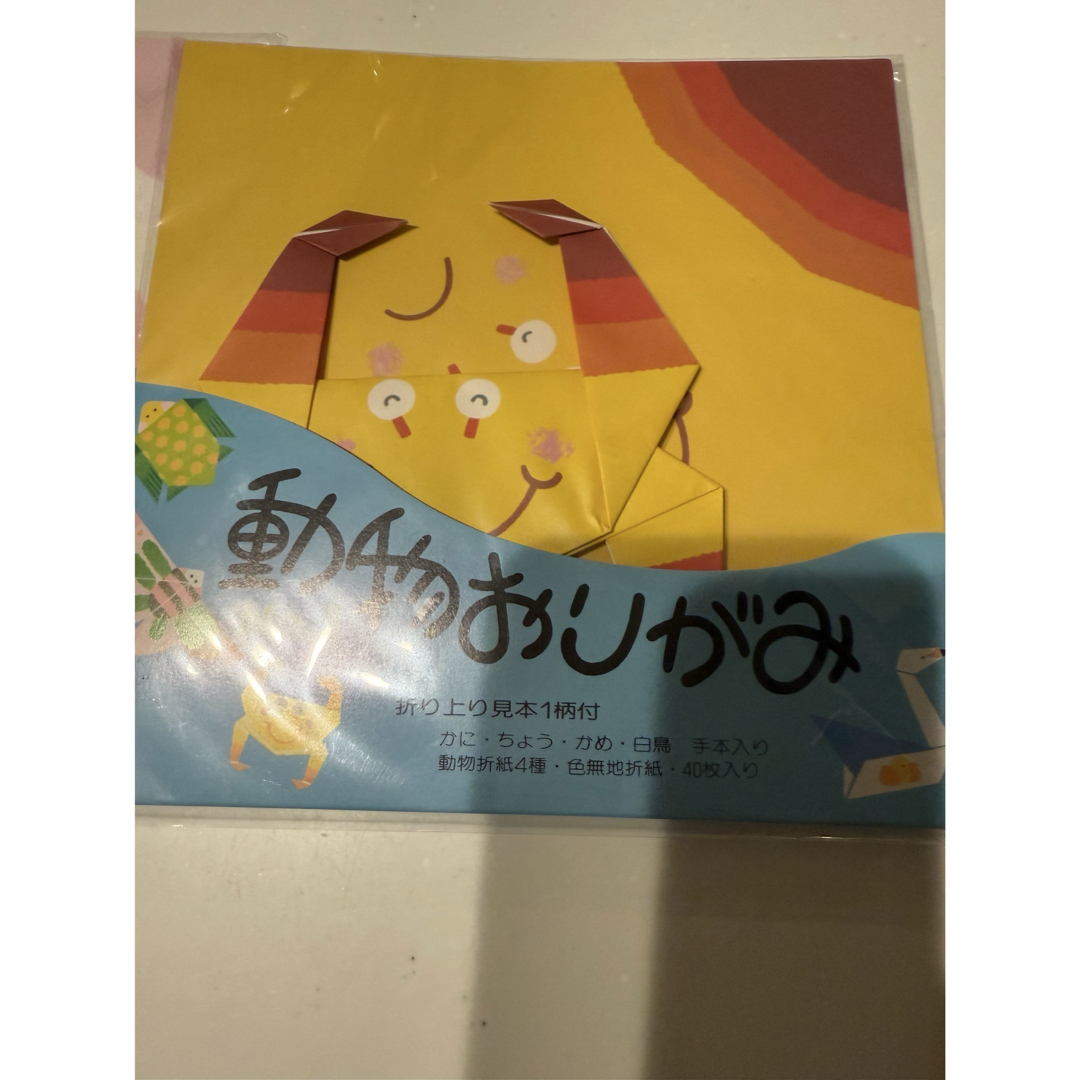 動物おりがみ
折り上り見本1柄付
かに・ちょう・かめ・白鳥　手本入り
動物折紙4種・色無地折紙・40枚入り